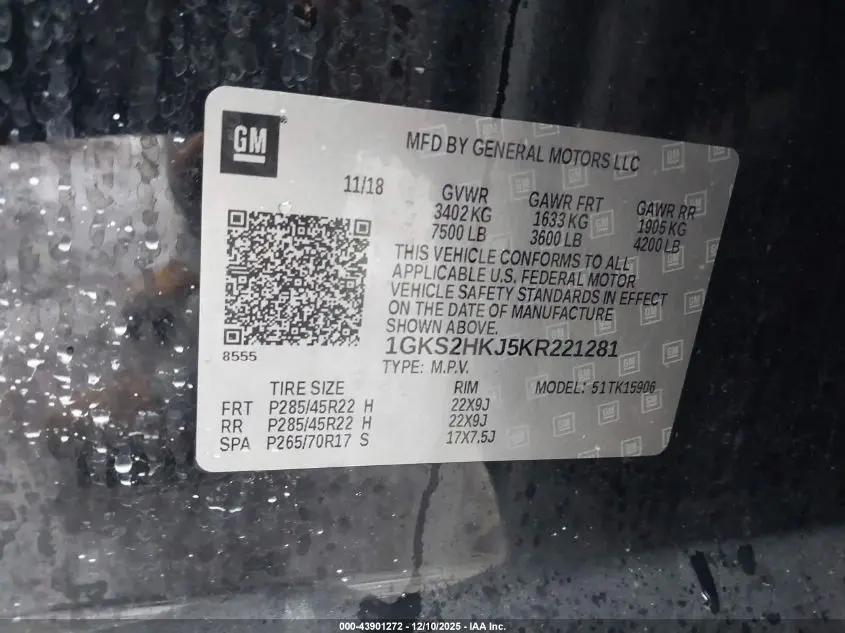 GM
MFD BY GENERAL MOTORS LLC
11/18
GVWR
3402 KG
7500 LB
GAWR FRT
1633 KG
3600 LB
GAWR RR
1905 KG
4200 LB
THIS VEHICLE CONFORMS TO ALL
APPLICABLE U.S. FEDERAL MOTOR
VEHICLE SAFETY STANDARDS IN EFFECT
ON THE DATE OF MANUFACTURE
SHOWN ABOVE.
8555
1GKS2HKJ5KR221281
TYPE: M.P.V.
MODEL: 51TK15906
TIRE SIZE RIM
FRT P285/45R22 H 22X9J
RR P285/45R22 H 22X9J
SPA P265/70R17 S 17X7.5J
000-43901272 - 12/10/2025 - IAA Inc.